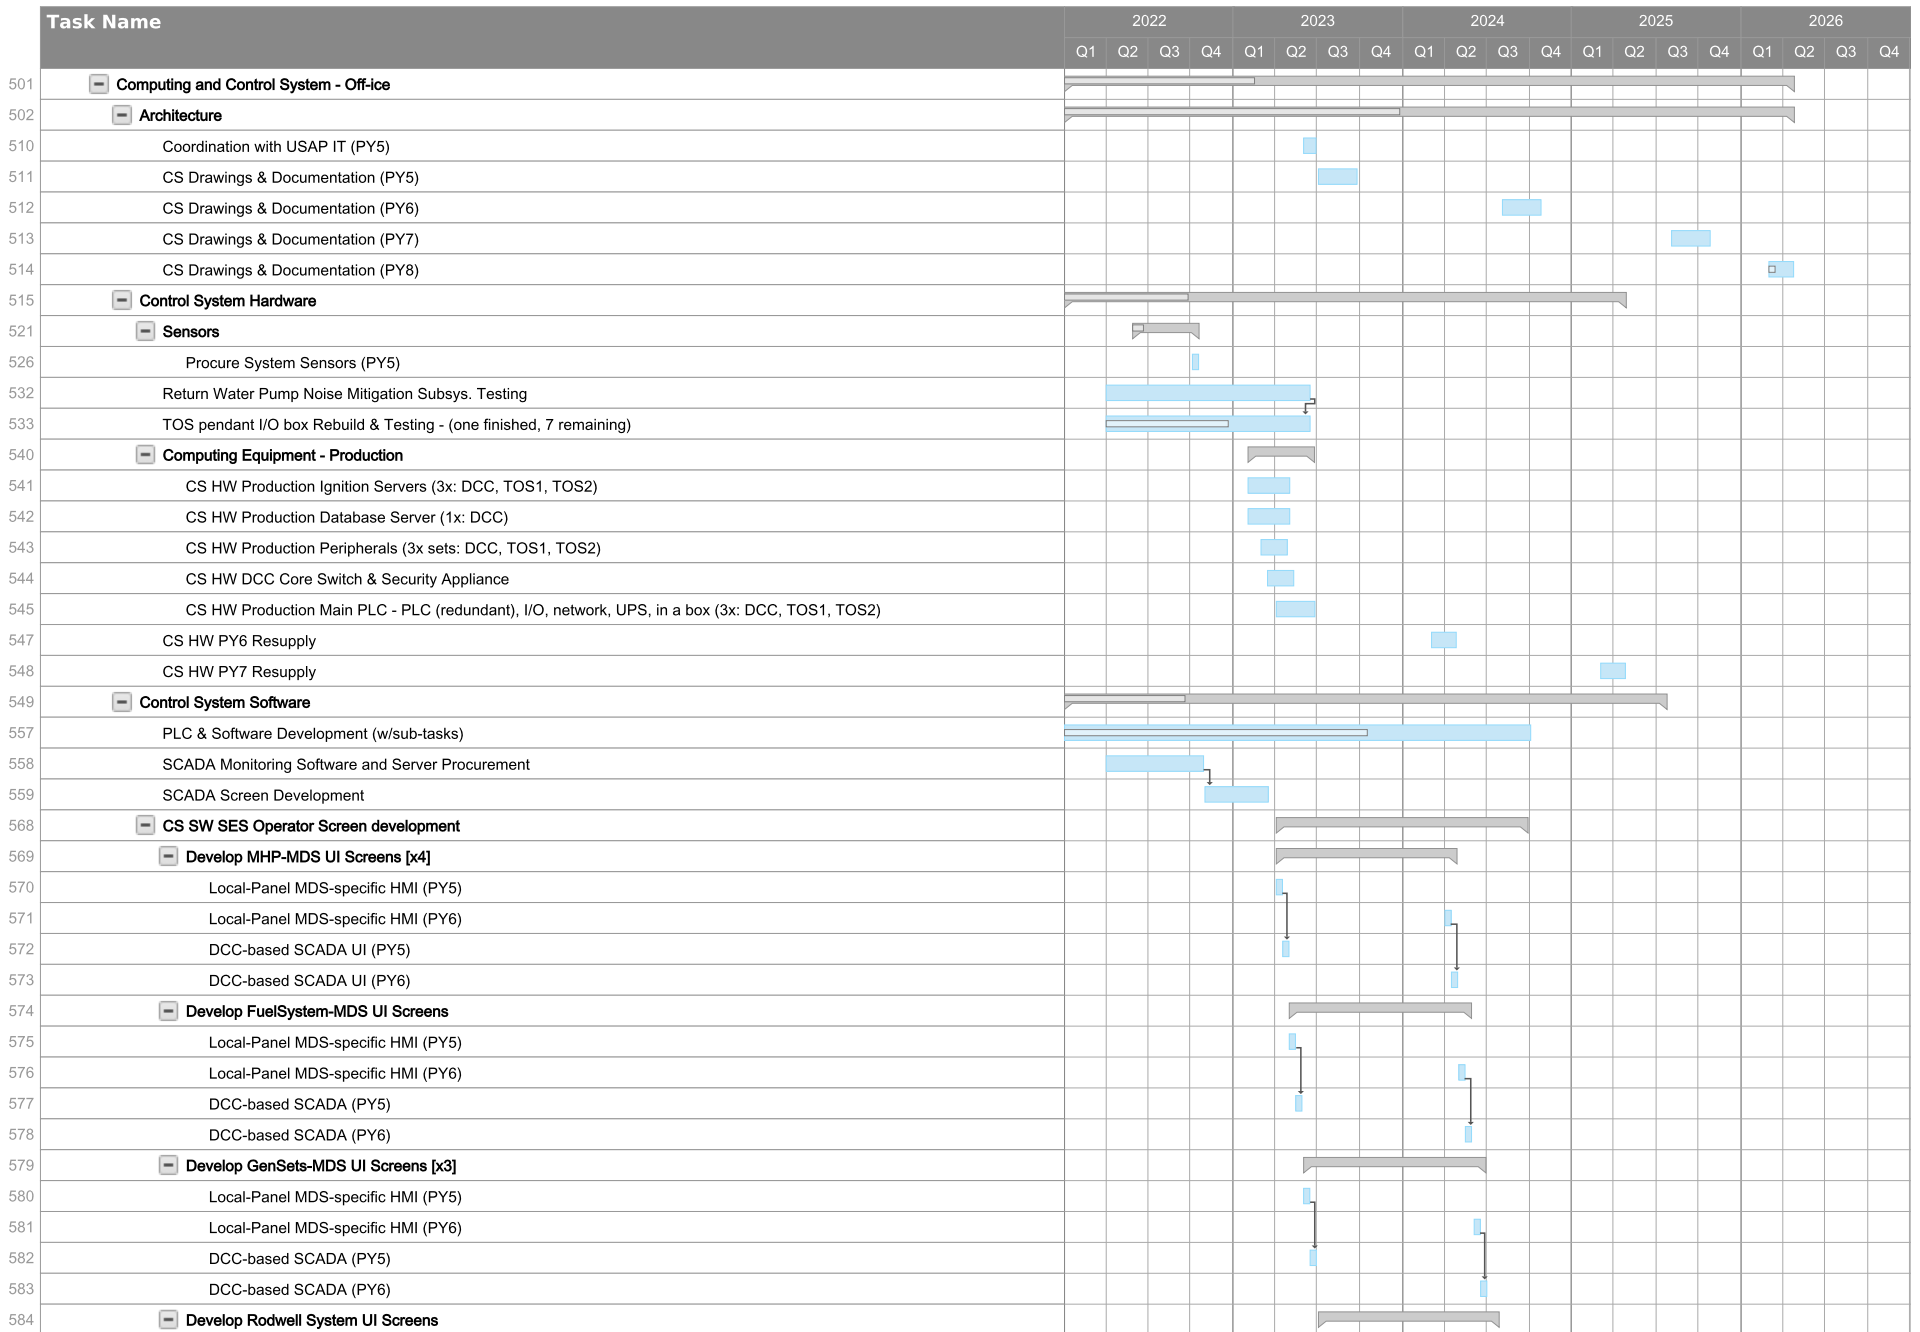 Task Name
2022 2023 2024 2025 2026
Q1 Q2 Q3 Q4 Q1 Q2 Q3 Q4 Q1 Q2 Q3 Q4 Q1 Q2 Q3 Q4 Q1 Q2 Q3 Q4
501 Computing and Control System - Off-ice
502 Architecture
510 Coordination with USAP IT (PY5)
511 CS Drawings & Documentation (PY5)
512 CS Drawings & Documentation (PY6)
513 CS Drawings & Documentation (PY7)
514 CS Drawings & Documentation (PY8)
515 Control System Hardware
521 Sensors
526 Procure System Sensors (PY5)
532 Return Water Pump Noise Mitigation Subsys. Testing
533 TOS pendant I/O box Rebuild & Testing - (one finished, 7 remaining)
540 Computing Equipment - Production
541 CS HW Production Ignition Servers (3x: DCC, TOS1, TOS2)
542 CS HW Production Database Server (1x: DCC)
543 CS HW Production Peripherals (3x sets: DCC, TOS1, TOS2)
544 CS HW DCC Core Switch & Security Appliance
545 CS HW Production Main PLC - PLC (redundant), I/O, network, UPS, in a box (3x: DCC, TOS1, TOS2)
547 CS HW PY6 Resupply
548 CS HW PY7 Resupply
549 Control System Software
557 PLC & Software Development (w/sub-tasks)
558 SCADA Monitoring Software and Server Procurement
559 SCADA Screen Development
568 CS SW SES Operator Screen development
569 Develop MHP-MDS UI Screens [x4]
570 Local-Panel MDS-specific HMI (PY5)
571 Local-Panel MDS-specific HMI (PY6)
572 DCC-based SCADA UI (PY5)
573 DCC-based SCADA UI (PY6)
574 Develop FuelSystem-MDS UI Screens
575 Local-Panel MDS-specific HMI (PY5)
576 Local-Panel MDS-specific HMI (PY6)
577 DCC-based SCADA (PY5)
578 DCC-based SCADA (PY6)
579 Develop GenSets-MDS UI Screens [x3]
580 Local-Panel MDS-specific HMI (PY5)
581 Local-Panel MDS-specific HMI (PY6)
582 DCC-based SCADA (PY5)
583 DCC-based SCADA (PY6)
584 Develop Rodwell System UI Screens